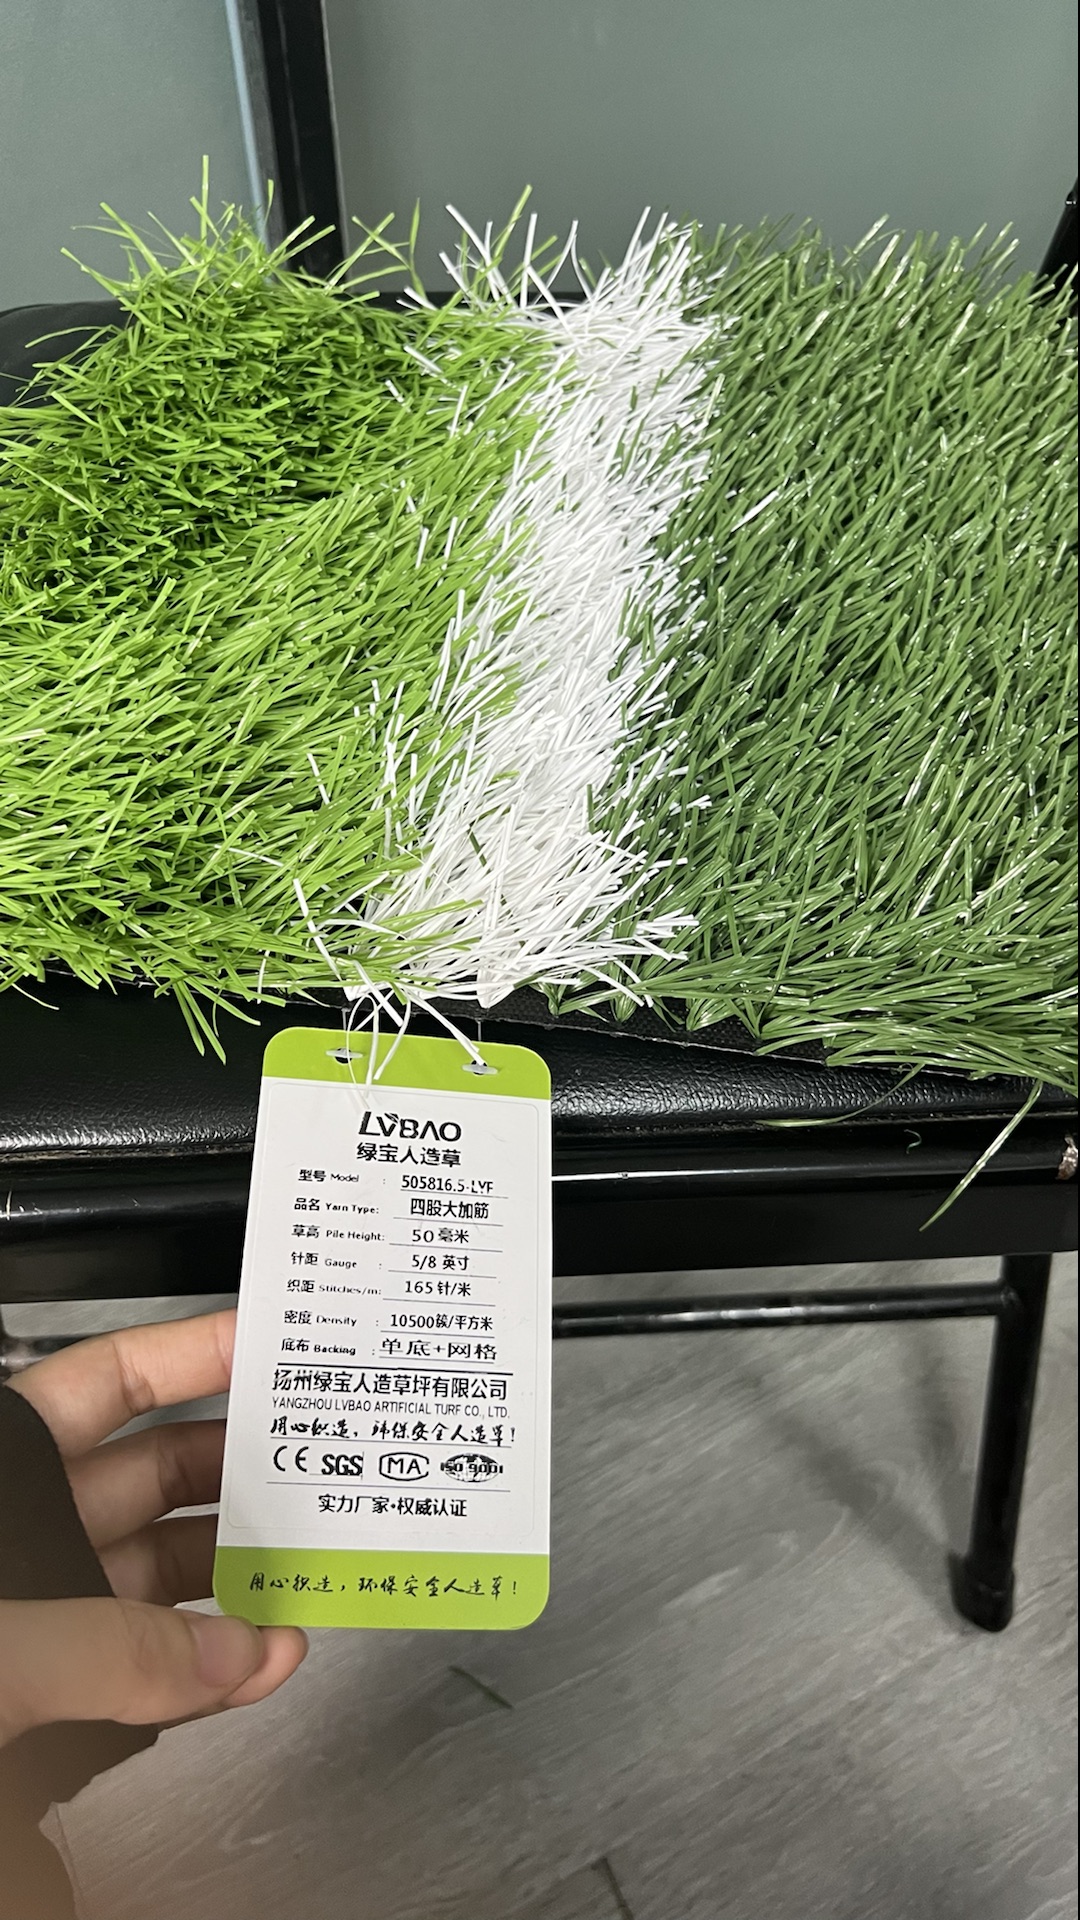 LVBAO
绿宝人造草
型号 Model : 505816.5-LYF
品名 Yarn Type: 四股大加筋
草高 Pile Height: 50毫米
针距 Gauge : 5/8 英寸
织距 Stitches/m: 165针/米
密度 Density : 10500簇/平方米
底布 Backing : 单底+网格
扬州绿宝人造草坪有限公司
YANGZHOU LVBAO ARTIFICIAL TURF CO., LTD.
用心织造，环保安全人造草！
CE SGS MA ISO 9001
实力厂家·权威认证
用心织造，环保安全人造草！